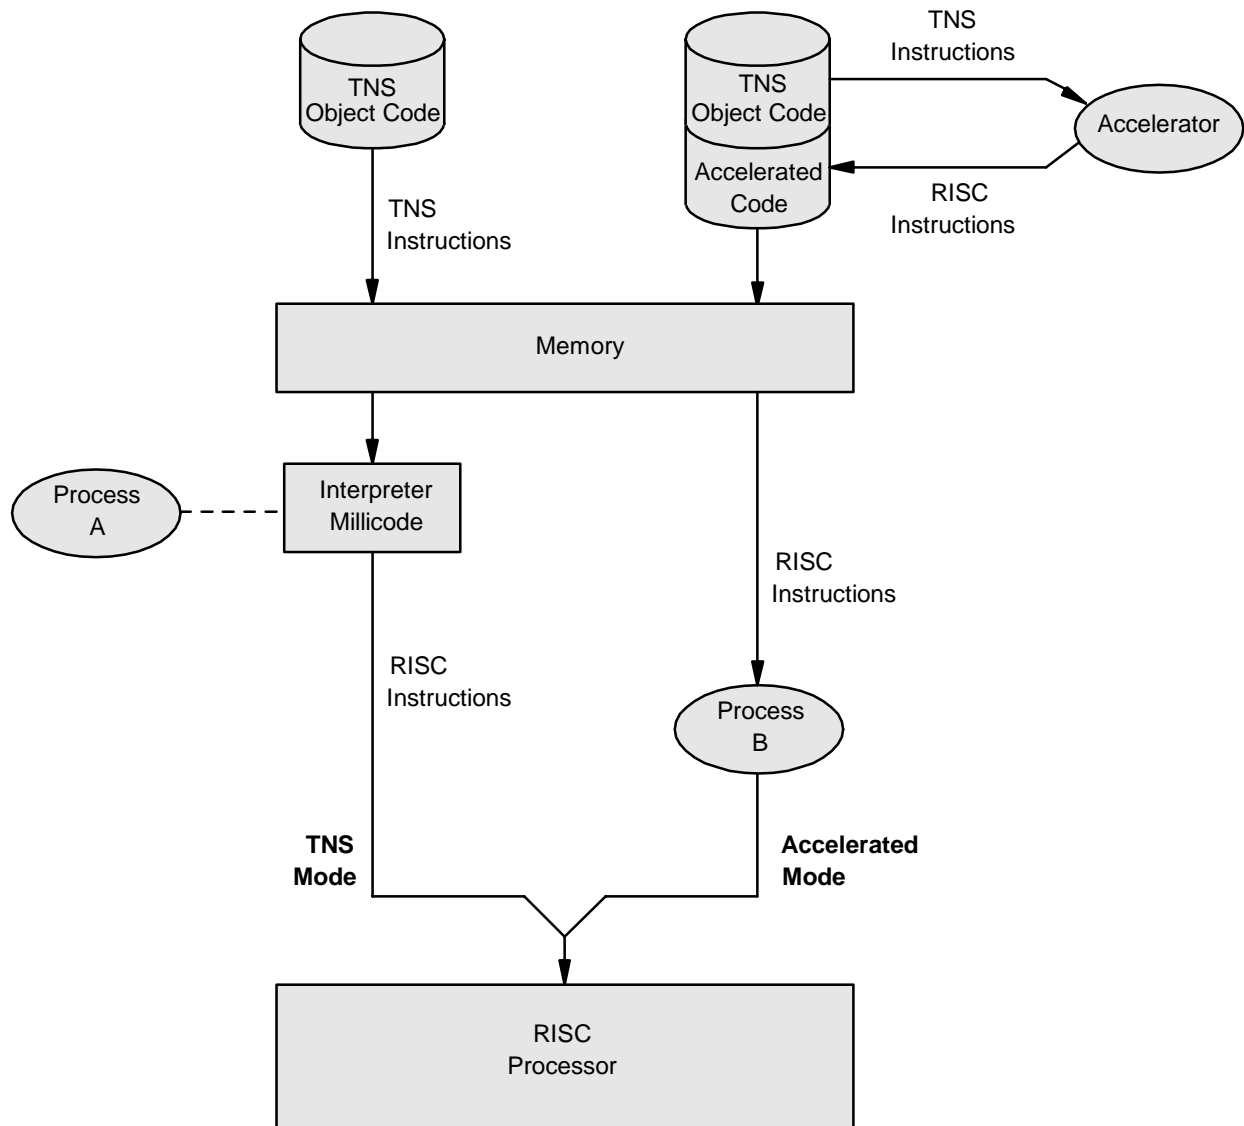 TNS
Object Code
TNS
Object Code
Accelerated
Code
TNS
Instructions
Accelerator
RISC
Instructions
TNS
Instructions
Memory
Process
A
Interpreter
Millicode
RISC
Instructions
RISC
Instructions
Process
B
TNS
Mode
Accelerated
Mode
RISC
Processor